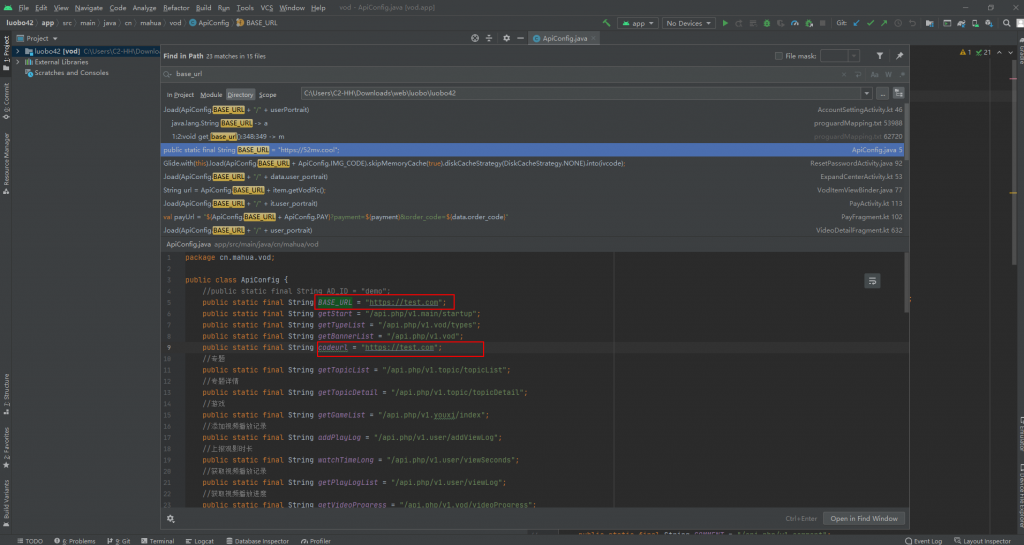 File Edit View Navigate Code Analyze Refactor Build Run Tools VCS Window Help vod - ApiConfig.java [vod.app]
luobo42 app src main java cn mahua vod ApiConfig BASE_URL
app No Devices Git:
Project ApiConfig.java
luobo42 [vod] C:\Users\C2-HH\Downloads\web\l
External Libraries
Scratches and Consoles
1: Project
0: Commit
Resource Manager
Z: Structure
2: Favorites
Build Variants
Find in Path 23 matches in 15 files
File mask:
base_url
Cc W
In Project Module Directory Scope
C:\Users\C2-HH\Downloads\web\luobo\luobo42
.load(ApiConfig.BASE_URL + "/" + userPortrait) AccountSettingActivity.kt 46
java.lang.String BASE_URL -> a proguardMapping.txt 53988
1:2:void get base_url():348:349 -> m proguardMapping.txt 62720
public static final String BASE_URL = "https://52mv.cool"; ApiConfig.java 5
Glide.with(this).load(ApiConfig.BASE_URL + ApiConfig.IMG_CODE).skipMemoryCache(true).diskCacheStrategy(DiskCacheStrategy.NONE).into(ivcode); ResetPasswordActivity.java 92
.load(ApiConfig.BASE_URL + "/" + data.user_portrait) ExpandCenterActivity.kt 53
String url = ApiConfig.BASE_URL + item.getVodPic(); VodItemViewBinder.java 77
.load(ApiConfig.BASE_URL + "/" + it.user_portrait) PayActivity.kt 113
val payUrl = "${ApiConfig.BASE_URL + ApiConfig.PAY}?payment=${payment}&order_code=${data.order_code}" PayFragment.kt 102
.load(ApiConfig.BASE_URL + "/" + user_portrait) VideoDetailFragment.kt 632
ApiConfig.java app/src/main/java/cn/mahua/vod
1 package cn.mahua.vod;
2
3 public class ApiConfig {
4 //public static final String AD_ID = "demo";
5 public static final String BASE_URL = "https://test.com";
6 public static final String getStart = "/api.php/v1.main/startup";
7 public static final String getTypeList = "/api.php/v1.vod/types";
8 public static final String getBannerList = "/api.php/v1.vod";
9 public static final String codeurl = "https://test.com";
10 //专题
11 public static final String getTopicList = "/api.php/v1.topic/topicList";
12 //专题详情
13 public static final String getTopicDetail = "/api.php/v1.topic/topicDetail";
14 //游戏
15 public static final String getGameList = "/api.php/v1.youxi/index";
16 //添加视频播放记录
17 public static final String addPlayLog = "/api.php/v1.user/addViewLog";
18 //上报观影时长
19 public static final String watchTimeLong = "/api.php/v1.user/viewSeconds";
20 //获取视频播放记录
21 public static final String getPlayLogList = "/api.php/v1.user/viewLog";
22 //获取视频播放进度
23 public static final String getVideoProgress = "/api.php/v1.vod/videoProgress";
Ctrl+Enter Open in Find Window
1 21
TODO 6: Problems 9: Git Terminal Logcat Database Inspector Profiler Event Log Layout Inspector